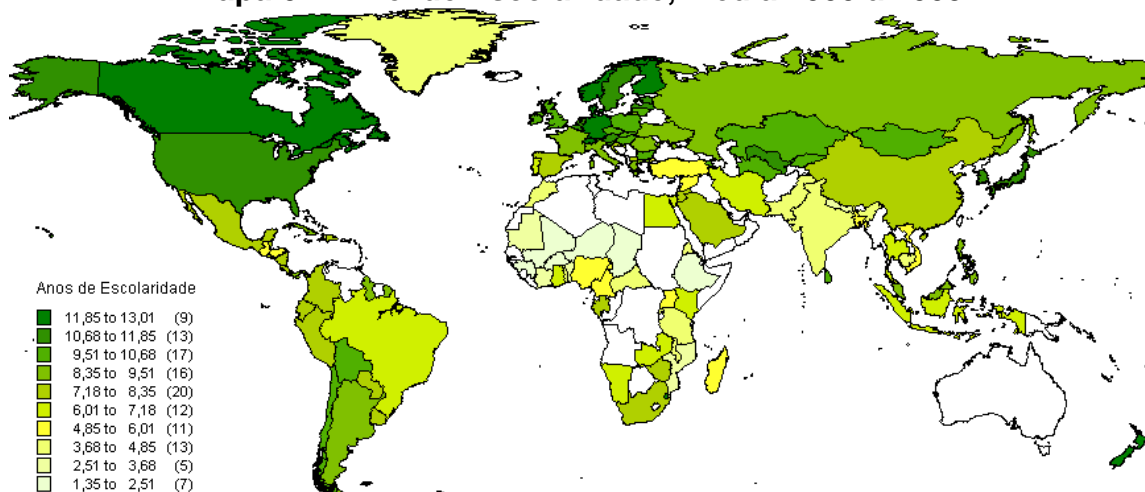 Anos de Escolaridade
11,85 to 13,01 (9)
10,68 to 11,85 (13)
9,51 to 10,68 (17)
8,35 to 9,51 (16)
7,18 to 8,35 (20)
6,01 to 7,18 (12)
4,85 to 6,01 (11)
3,68 to 4,85 (13)
2,51 to 3,68 (5)
1,35 to 2,51 (7)